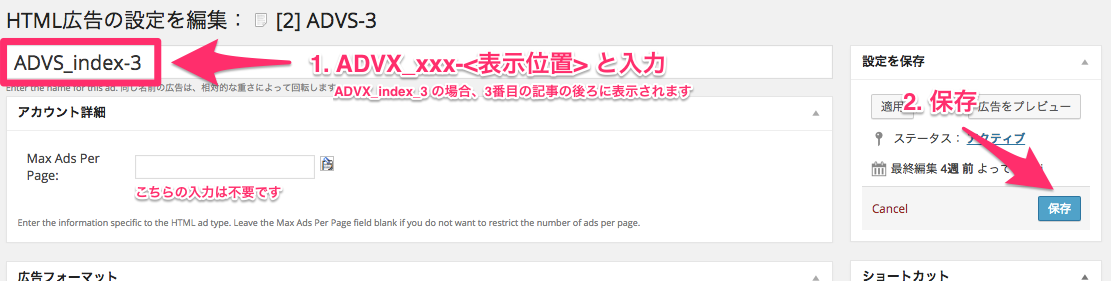 HTML広告の設定を編集： [2] ADVS-3
ADVS_index-3
1. ADVX_xxx-<表示位置> と入力
Enter the name for this ad. 同じ名前の広告は、相対的な重さによって回転します
ADVX_index_3 の場合、3番目の記事の後ろに表示されます
アカウント詳細
Max Ads Per
Page:
こちらの入力は不要です
Enter the information specific to the HTML ad type. Leave the Max Ads Per Page field blank if you do not want to restrict the number of ads per page.
広告フォーマット
設定を保存
適用
広告をプレビュー
2. 保存
ステータス： アクティブ
最終編集 4週 前 よって
Cancel
保存
ショートカット